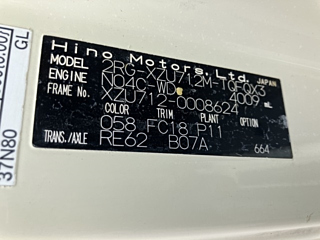 Hino Motors, Ltd. JAPAN
MODEL 2RG-XZU712M-TQFQX3
ENGINE N04C-WD 4009 mL
FRAME No. XZU712-0008624
COLOR TRIM PLANT OPTION
058 FC18 P11
TRANS./AXLE RE62 B07A
664
GL
37N80